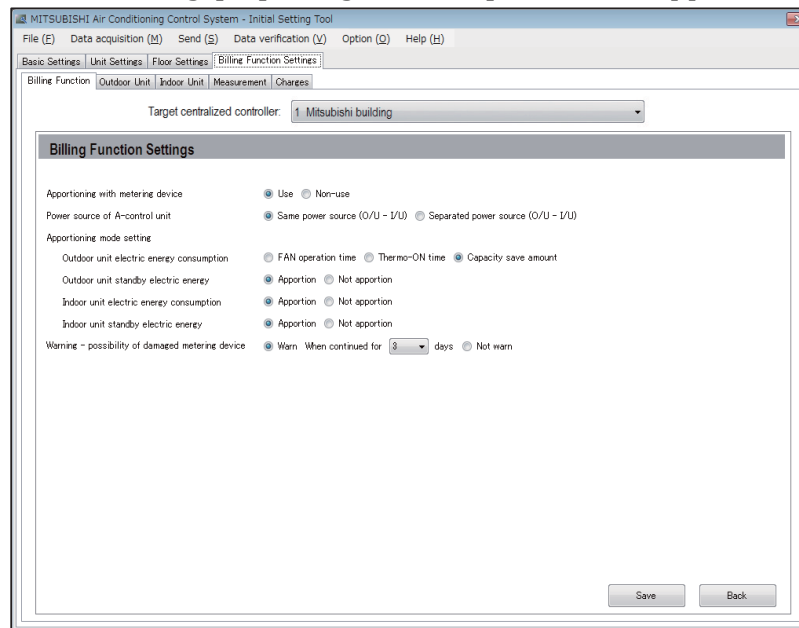 MITSUBISHI Air Conditioning Control System - Initial Setting Tool
File (F) Data acquisition (M) Send (S) Data verification (V) Option (O) Help (H)
Basic Settings Unit Settings Floor Settings Billing Function Settings
Billing Function Outdoor Unit Indoor Unit Measurement Charges
Target centralized controller: 1 Mitsubishi building
Billing Function Settings
Apportioning with metering device Use Non-use
Power source of A-control unit Same power source (O/U - I/U) Separated power source (O/U - I/U)
Apportioning mode setting
Outdoor unit electric energy consumption FAN operation time Thermo-ON time Capacity save amount
Outdoor unit standby electric energy Apportion Not apportion
Indoor unit electric energy consumption Apportion Not apportion
Indoor unit standby electric energy Apportion Not apportion
Warning - possibility of damaged metering device Warn When continued for 3 days Not warn
Save Back